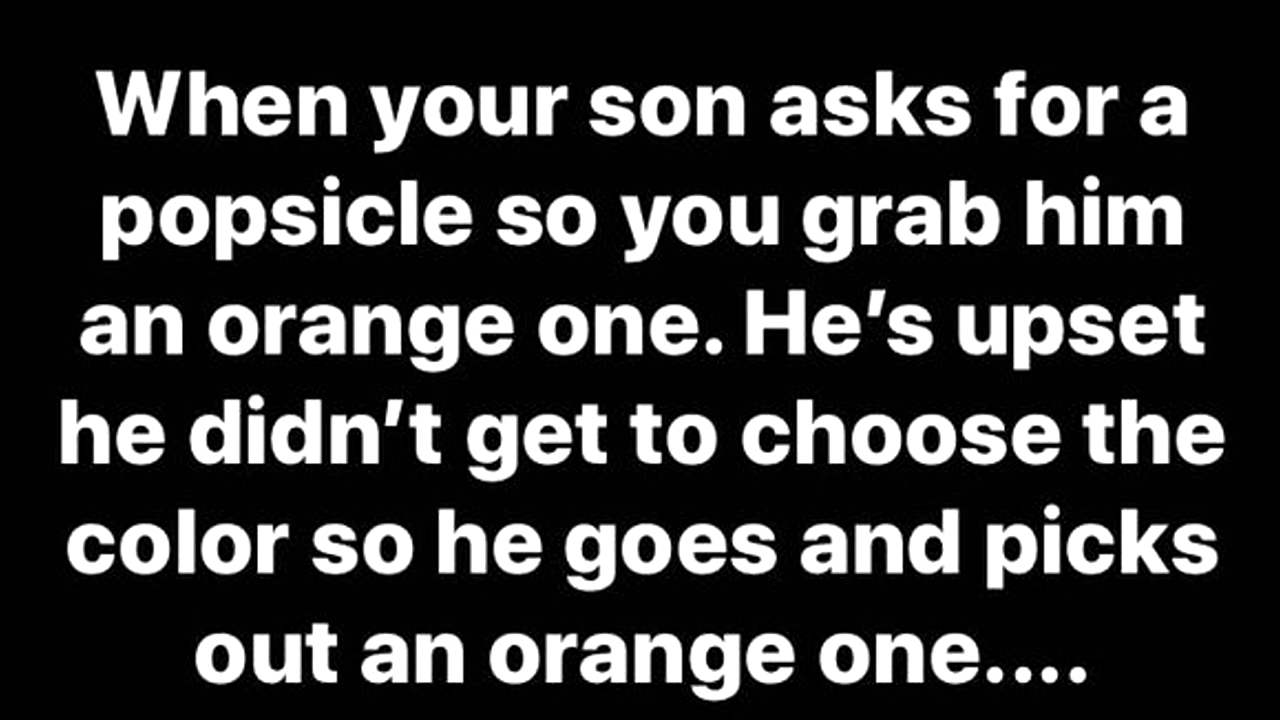 When your son asks for a
popsicle so you grab him
an orange one. He’s upset
he didn’t get to choose the
color so he goes and picks
out an orange one....